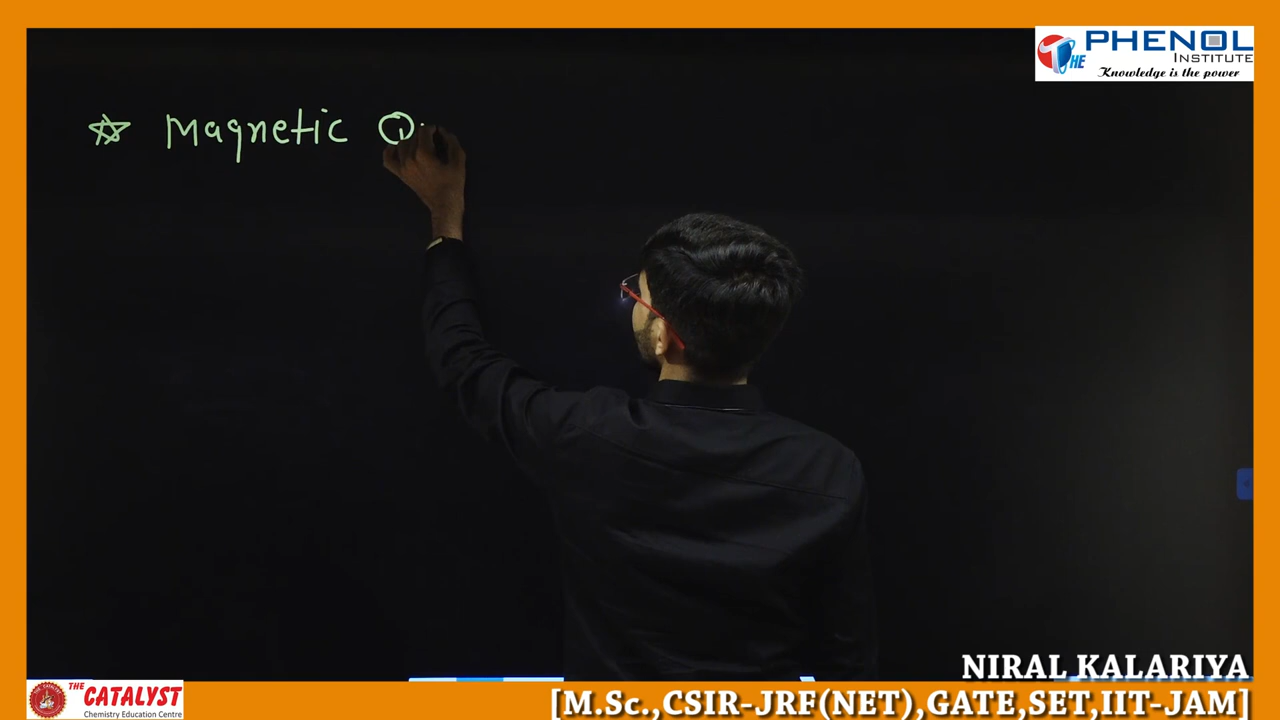 PHENOL
INSTITUTE
THE
Knowledge is the power
☆ Magnetic
NIRAL KALARIYA
[M.Sc.,CSIR-JRF(NET),GATE,SET,IIT-JAM]
THE CATALYST
Chemistry Education Centre